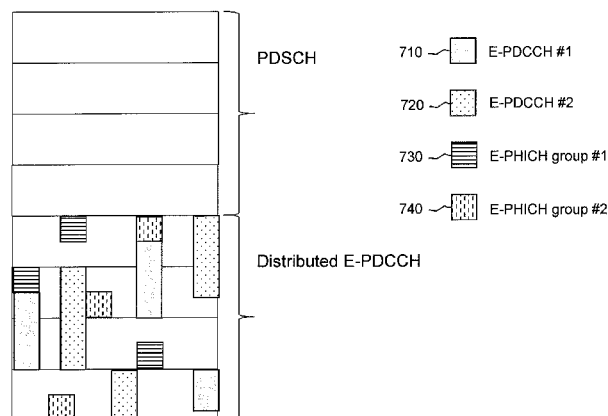 PDSCH
Distributed E-PDCCH
710 E-PDCCH #1
720 E-PDCCH #2
730 E-PHICH group #1
740 E-PHICH group #2